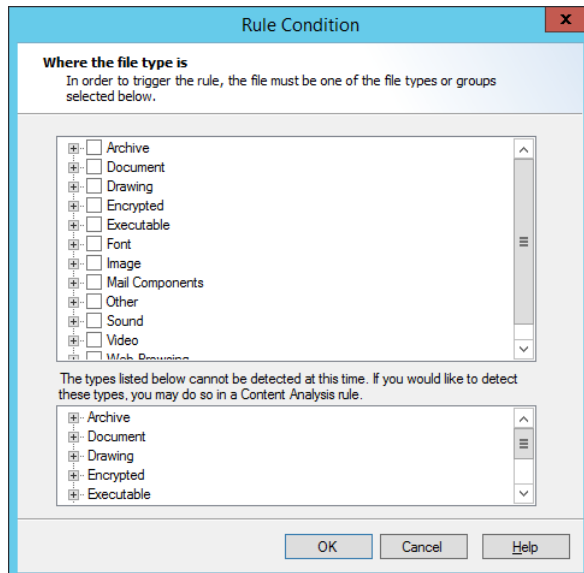 Rule Condition
x
Where the file type is
In order to trigger the rule, the file must be one of the file types or groups
selected below.
Archive
Document
Drawing
Encrypted
Executable
Font
Image
Mail Components
Other
Sound
Video
Web Browsing
The types listed below cannot be detected at this time. If you would like to detect
these types, you may do so in a Content Analysis rule.
Archive
Document
Drawing
Encrypted
Executable
OK Cancel Help